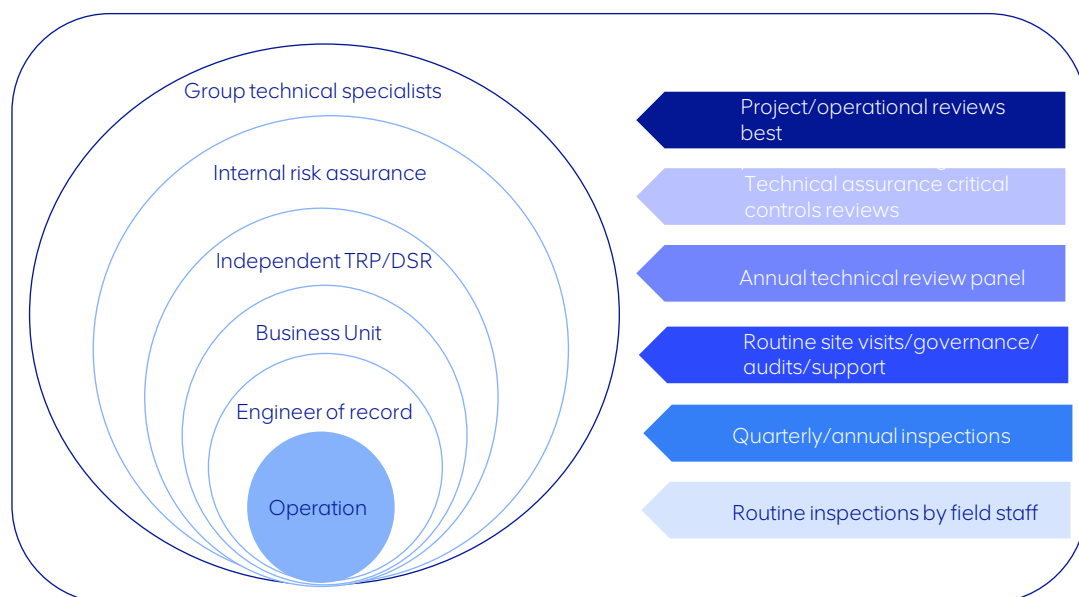 Group technical specialists
Internal risk assurance
Independent TRP/DSR
Business Unit
Engineer of record
Operation
Project/operational reviews
best
Technical assurance critical
controls reviews
Annual technical review panel
Routine site visits/governance/
audits/support
Quarterly/annual inspections
Routine inspections by field staff